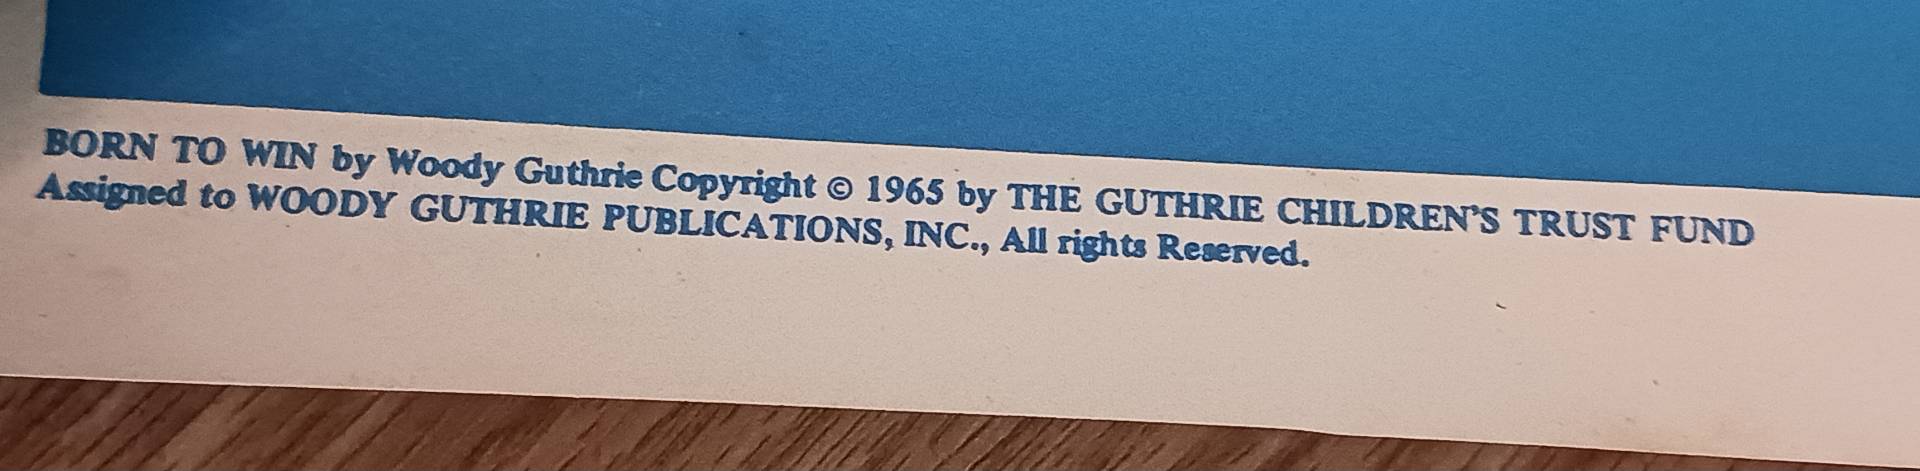 BORN TO WIN by Woody Guthrie Copyright © 1965 by THE GUTHRIE CHILDREN'S TRUST FUND
Assigned to WOODY GUTHRIE PUBLICATIONS, INC., All rights Reserved.